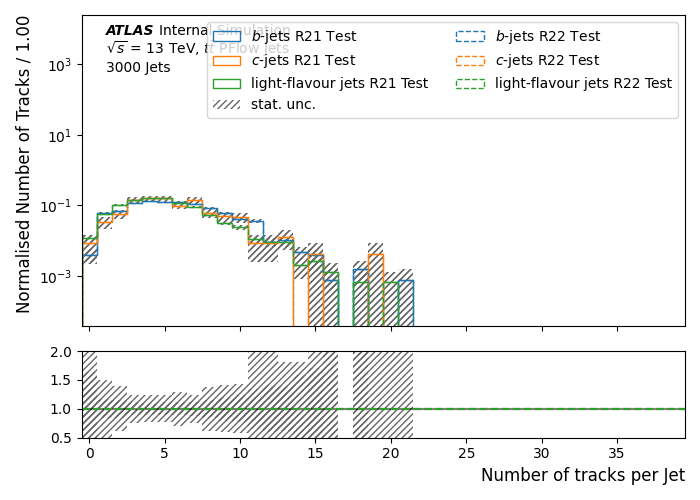 ATLAS Internal Simulation
√s = 13 TeV, tt PFlow jets
3000 Jets
b-jets R21 Test
c-jets R21 Test
light-flavour jets R21 Test
stat. unc.
b-jets R22 Test
c-jets R22 Test
light-flavour jets R22 Test
Normalised Number of Tracks / 1.00
10³
10¹
10⁻¹
10⁻³
2.0
1.5
1.0
0.5
0 5 10 15 20 25 30 35
Number of tracks per Jet